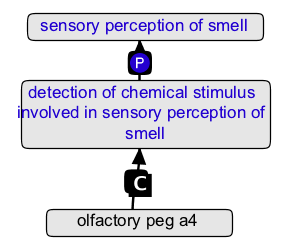 sensory perception of smell
P
detection of chemical stimulus
involved in sensory perception of
smell
C
olfactory peg a4